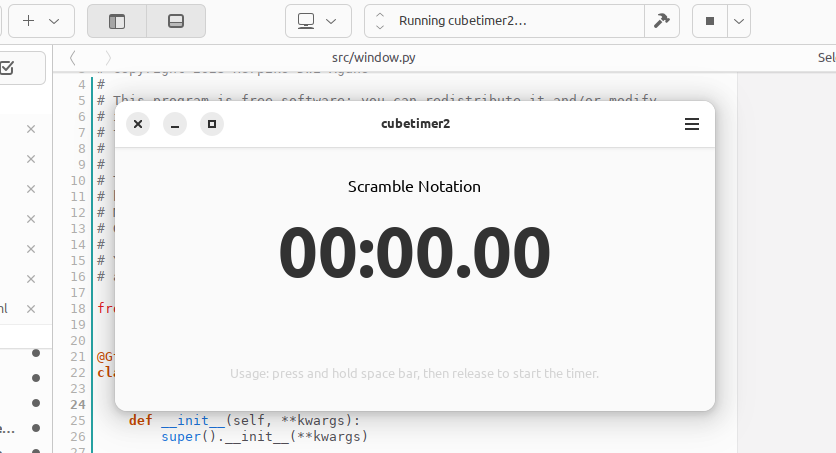 Running cubetimer2...
src/window.py
Sel
4 #
5 # This program is free software: you can redistribute it and/or modify
6 #
7 #
8 #
9 #
10 #
11 #
12 #
13 #
14 #
15 #
16 #
17
18 fro
19
20
21 @G
22 cla
23
24
25 def __init__(self, **kwargs):
26 super().__init__(**kwargs)
27
cubetimer2
Scramble Notation
00:00.00
Usage: press and hold space bar, then release to start the timer.
nl
e...